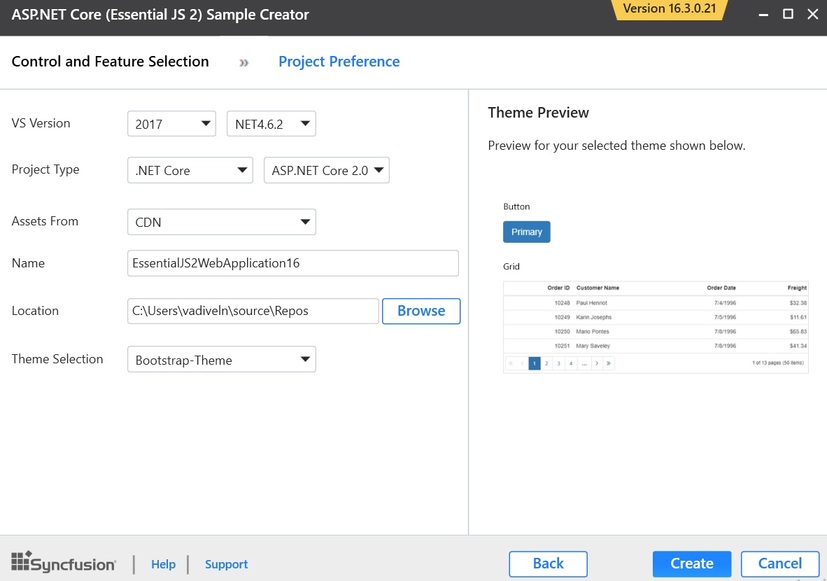 ASP.NET Core (Essential JS 2) Sample Creator
Version 16.3.0.21
Control and Feature Selection » Project Preference
VS Version 2017 NET4.6.2
Project Type .NET Core ASP.NET Core 2.0
Assets From CDN
Name EssentialJS2WebApplication16
Location C:\Users\vadiveln\source\Repos Browse
Theme Selection Bootstrap-Theme
Theme Preview
Preview for your selected theme shown below.
Button
Primary
Grid
Order ID Customer Name Order Date Freight
10248 Paul Henriot 7/4/1996 $32.38
10249 Karin Josephs 7/5/1996 $11.61
10250 Mario Pontes 7/8/1996 $65.83
10251 Mary Saveley 7/8/1996 $41.34
« ‹ 1 2 3 4 ... › » 1 of 13 pages (50 items)
Syncfusion | Help | Support
Back Create Cancel